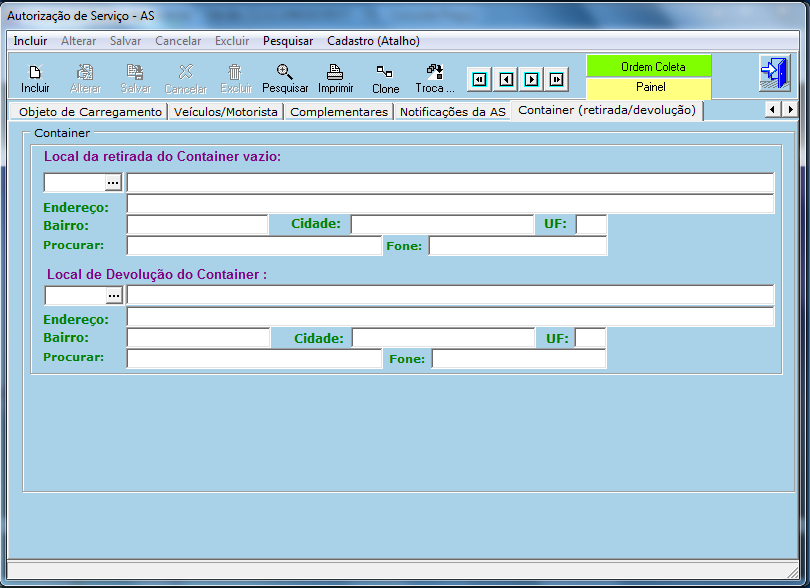 Autorização de Serviço - AS
Incluir Alterar Salvar Cancelar Excluir Pesquisar Cadastro (Atalho)
Incluir Alterar Salvar Cancelar Excluir Pesquisar Imprimir Clone Troca ...
Ordem Coleta
Painel
Objeto de Carregamento Veículos/Motorista Complementares Notificações da AS Container (retirada/devolução)
Container
Local da retirada do Container vazio:
...
Endereço:
Bairro: Cidade: UF:
Procurar: Fone:
Local de Devolução do Container :
...
Endereço:
Bairro: Cidade: UF:
Procurar: Fone: